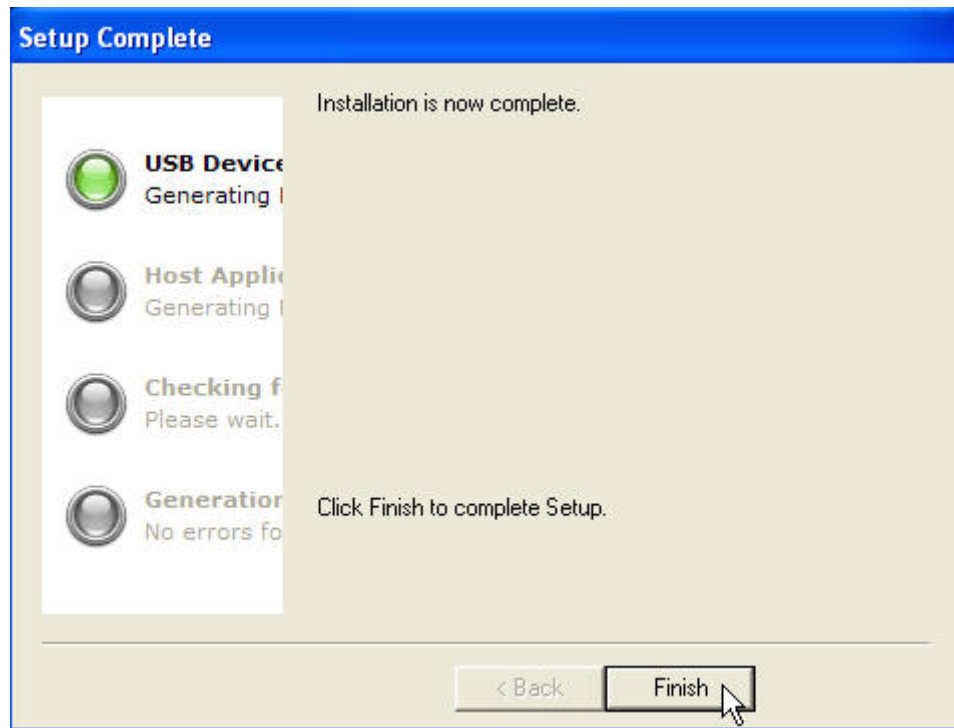 Setup Complete
Installation is now complete.
USB Device
Generating
Host Applic
Generating
Checking f
Please wait.
Generation
No errors fo
Click Finish to complete Setup.
< Back
Finish